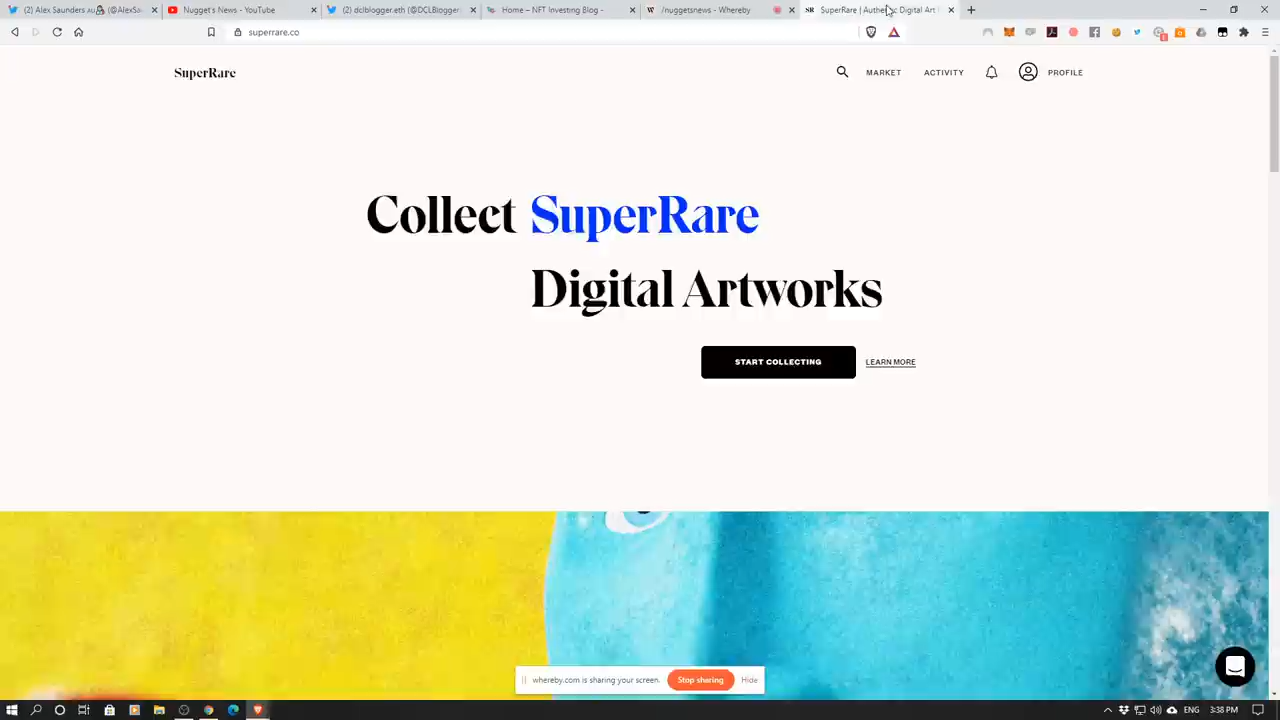 (2) Alex Saunders @AlexSa
Nugget's News - YouTube
(2) dclblogger.eth (@DCLBlogger
Home - NFT Investing Blog -
/nuggetsnews - Whereby
SR SuperRare | Authentic Digital Art
superrare.co
SuperRare
MARKET
ACTIVITY
PROFILE
Collect SuperRare
Digital Artworks
START COLLECTING
LEARN MORE
whereby.com is sharing your screen.
Stop sharing
Hide
ENG
3:38 PM